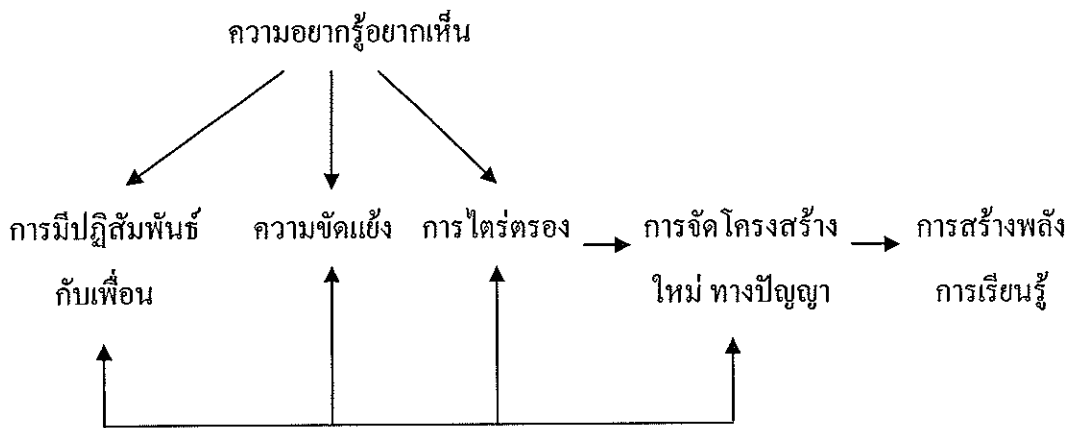 ความอยากรู้อยากเห็น
การมีปฏิสัมพันธ์ ความขัดแย้ง การไตร่ตรอง การจัดโครงสร้าง การสร้างพลัง
กับเพื่อน ใหม่ ทางปัญญา การเรียนรู้